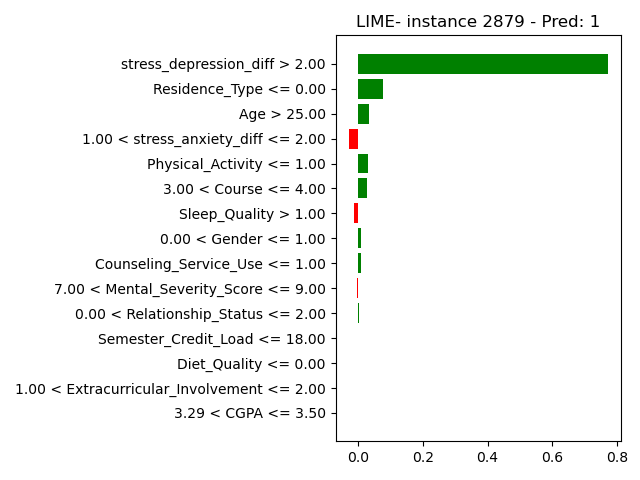 LIME- instance 2879 - Pred: 1
stress_depression_diff > 2.00
Residence_Type <= 0.00
Age > 25.00
1.00 < stress_anxiety_diff <= 2.00
Physical_Activity <= 1.00
3.00 < Course <= 4.00
Sleep_Quality > 1.00
0.00 < Gender <= 1.00
Counseling_Service_Use <= 1.00
7.00 < Mental_Severity_Score <= 9.00
0.00 < Relationship_Status <= 2.00
Semester_Credit_Load <= 18.00
Diet_Quality <= 0.00
1.00 < Extracurricular_Involvement <= 2.00
3.29 < CGPA <= 3.50
0.0 0.2 0.4 0.6 0.8